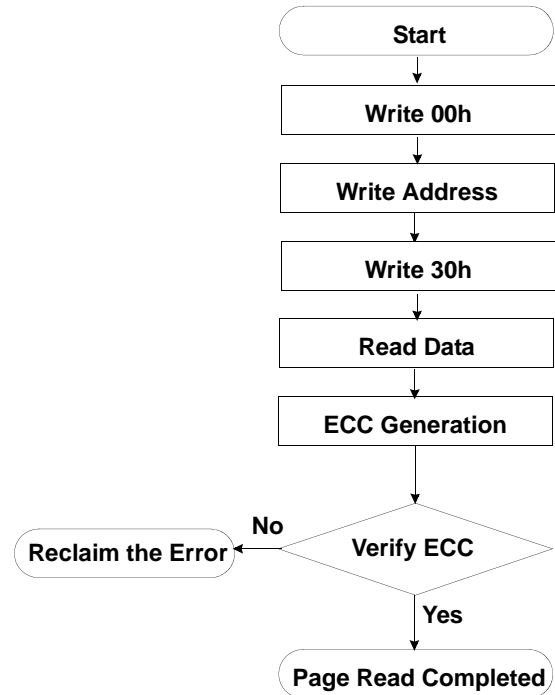 Start
Write 00h
Write Address
Write 30h
Read Data
ECC Generation
No
Reclaim the Error
Verify ECC
Yes
Page Read Completed